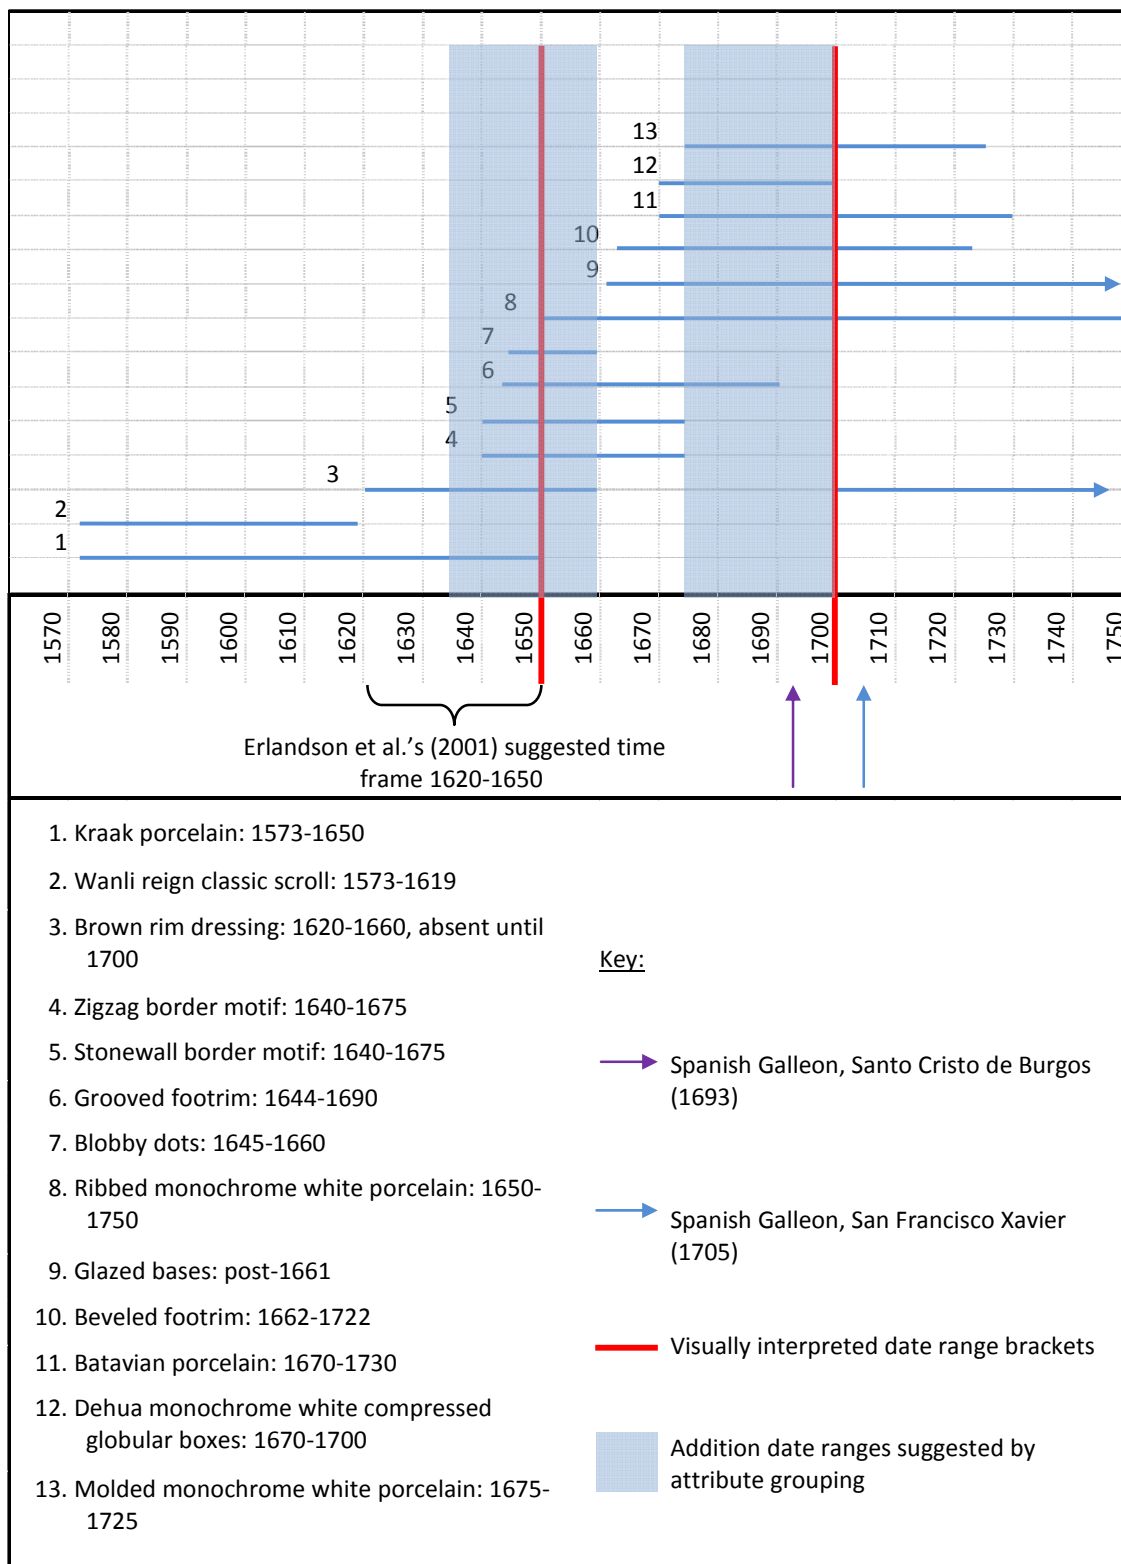 13
12
11
10
9
8
7
6
5
4
3
2
1
1570 1580 1590 1600 1610 1620 1630 1640 1650 1660 1670 1680 1690 1700 1710 1720 1730 1740 1750
Erlandson et al.’s (2001) suggested time
frame 1620-1650
1. Kraak porcelain: 1573-1650
2. Wanli reign classic scroll: 1573-1619
3. Brown rim dressing: 1620-1660, absent until
1700
4. Zigzag border motif: 1640-1675
5. Stonewall border motif: 1640-1675
6. Grooved footrim: 1644-1690
7. Blobby dots: 1645-1660
8. Ribbed monochrome white porcelain: 1650-
1750
9. Glazed bases: post-1661
10. Beveled footrim: 1662-1722
11. Batavian porcelain: 1670-1730
12. Dehua monochrome white compressed
globular boxes: 1670-1700
13. Molded monochrome white porcelain: 1675-
1725
Key:
Spanish Galleon, Santo Cristo de Burgos
(1693)
Spanish Galleon, San Francisco Xavier
(1705)
Visually interpreted date range brackets
Addition date ranges suggested by
attribute grouping